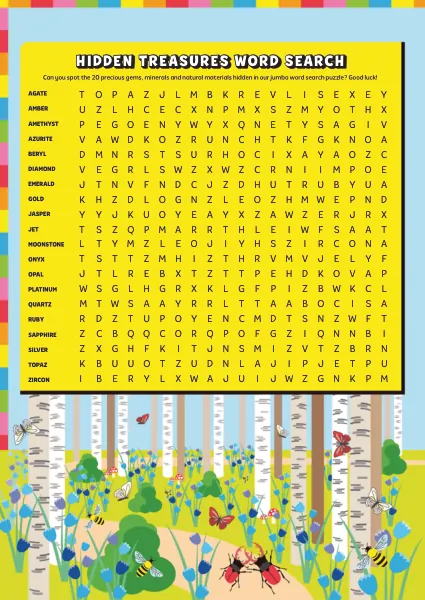 HIDDEN TREASURES WORD SEARCH
Can you spot the 20 precious gems, minerals and natural materials hidden in our jumbo word search puzzle? Good luck!
AGATE T O P A Z J L M B K R E V L I S E X E Y
AMBER U Z L H C E C X N P M X S Z M Y O T H X
AMETHYST P E G O E N Y W Y X Q N E T Y S A G I V
AZURITE V A W D K O Z R U N C H T K F G K N O A
BERYL D M N R S T S U R H O C I X A Y A O Z C
DIAMOND V E G R L S W Z X W Z C R N I I M P O E
EMERALD J T N V F N D C J Z D H U T R U B Y U A
GOLD K H Z D L O G N Z L E O Z H M W E P N D
JASPER Y Y J K U O Y E A Y X Z A W Z E R J R X
JET T S Z Q P M A R R T H L E I W F S A A T
MOONSTONE L T Y M Z L E O J I Y H S Z I R C O N A
ONYX T S T T Z M H I Z T H R V M V J E L Y F
OPAL J T L R E B X T Z T T P E H D K O V A P
PLATINUM W S G L H G R X K L G F P I Z B W K C L
QUARTZ M T W S A A Y R R L T T A A B O C I S A
RUBY R D Z T U P O Y E N C M D T S N Z W F T
SAPPHIRE Z C B Q Q C O R Q P O F G Z I Q N N B I
SILVER Z X G H F K I T J N S M I Z V T Z B R N
TOPAZ K B U U O T Z U D N L A J I P J E T P U
ZIRCON I B E R Y L X W A J U I J W Z G N K P M